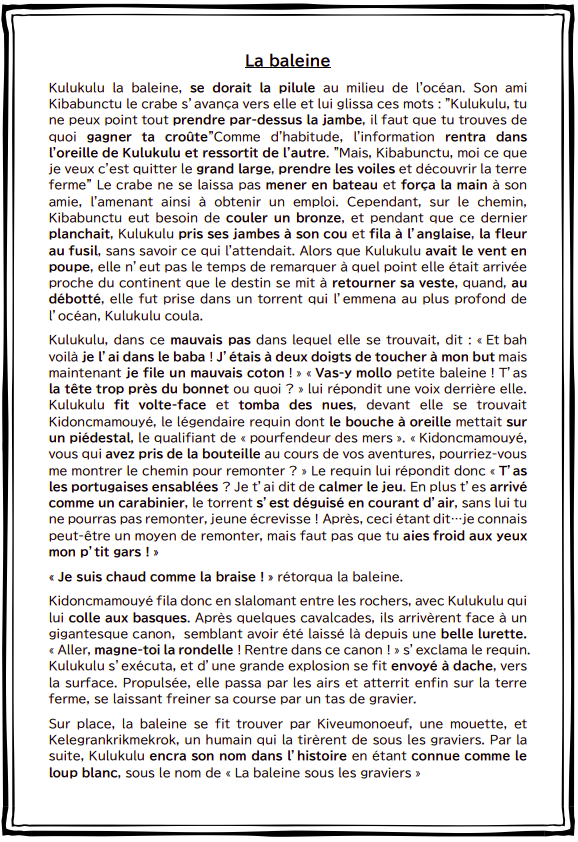 La baleine
Kulukulu la baleine, se dorait la pilule au milieu de l'océan. Son ami
Kibabunctu le crabe s'avança vers elle et lui glissa ces mots : "Kulukulu, tu
ne peux point tout prendre par-dessus la jambe, il faut que tu trouves de
quoi gagner ta croûte"Comme d'habitude, l'information rentra dans
l'oreille de Kulukulu et ressortit de l'autre. "Mais, Kibabunctu, moi ce que
je veux c'est quitter le grand large, prendre les voiles et découvrir la terre
ferme" Le crabe ne se laissa pas mener en bateau et força la main à son
amie, l'amenant ainsi à obtenir un emploi. Cependant, sur le chemin,
Kibabunctu eut besoin de couler un bronze, et pendant que ce dernier
planchait, Kulukulu pris ses jambes à son cou et fila à l'anglaise, la fleur
au fusil, sans savoir ce qui l'attendait. Alors que Kulukulu avait le vent en
poupe, elle n'eut pas le temps de remarquer à quel point elle était arrivée
proche du continent que le destin se mit à retourner sa veste, quand, au
débotté, elle fut prise dans un torrent qui l'emmena au plus profond de
l'océan, Kulukulu coula.
Kulukulu, dans ce mauvais pas dans lequel elle se trouvait, dit : « Et bah
voilà je l'ai dans le baba ! J'étais à deux doigts de toucher à mon but mais
maintenant je file un mauvais coton ! » « Vas-y mollo petite baleine ! T'as
la tête trop près du bonnet ou quoi ? » lui répondit une voix derrière elle.
Kulukulu fit volte-face et tomba des nues, devant elle se trouvait
Kidoncmamouyé, le légendaire requin dont le bouche à oreille mettait sur
un piédestal, le qualifiant de « pourfendeur des mers ». « Kidoncmamouyé,
vous qui avez pris de la bouteille au cours de vos aventures, pourriez-vous
me montrer le chemin pour remonter ? » Le requin lui répondit donc « T'as
les portugaises ensablées ? Je t'ai dit de calmer le jeu. En plus t'es arrivé
comme un carabinier, le torrent s'est déguisé en courant d'air, sans lui tu
ne pourras pas remonter, jeune écrevisse ! Après, ceci étant dit…je connais
peut-être un moyen de remonter, mais faut pas que tu aies froid aux yeux
mon p'tit gars ! »
« Je suis chaud comme la braise ! » rétorqua la baleine.
Kidoncmamouyé fila donc en slalomant entre les rochers, avec Kulukulu qui
lui colle aux basques. Après quelques cavalcades, ils arrivèrent face à un
gigantesque canon, semblant avoir été laissé là depuis une belle lurette.
« Aller, magne-toi la rondelle ! Rentre dans ce canon ! » s'exclama le requin.
Kulukulu s'exécuta, et d'une grande explosion se fit envoyé à dache, vers
la surface. Propulsée, elle passa par les airs et atterrit enfin sur la terre
ferme, se laissant freiner sa course par un tas de gravier.
Sur place, la baleine se fit trouver par Kiveumonoeuf, une mouette, et
Kelegrankrikmekrok, un humain qui la tirèrent de sous les graviers. Par la
suite, Kulukulu encra son nom dans l'histoire en étant connue comme le
loup blanc, sous le nom de « La baleine sous les graviers »